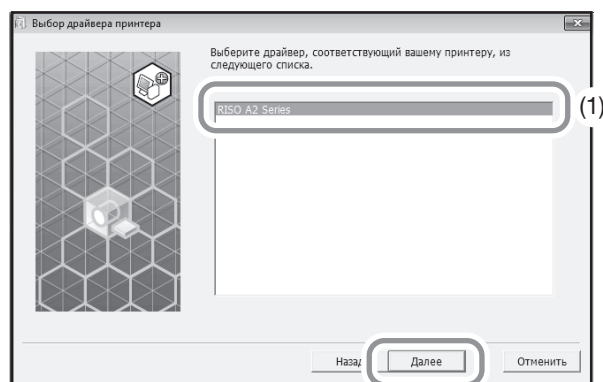 Выбор драйвера принтера
Выберите драйвер, соответствующий вашему принтеру, из
следующего списка.
RISO A2 Series
(1)
Далее
Отменить